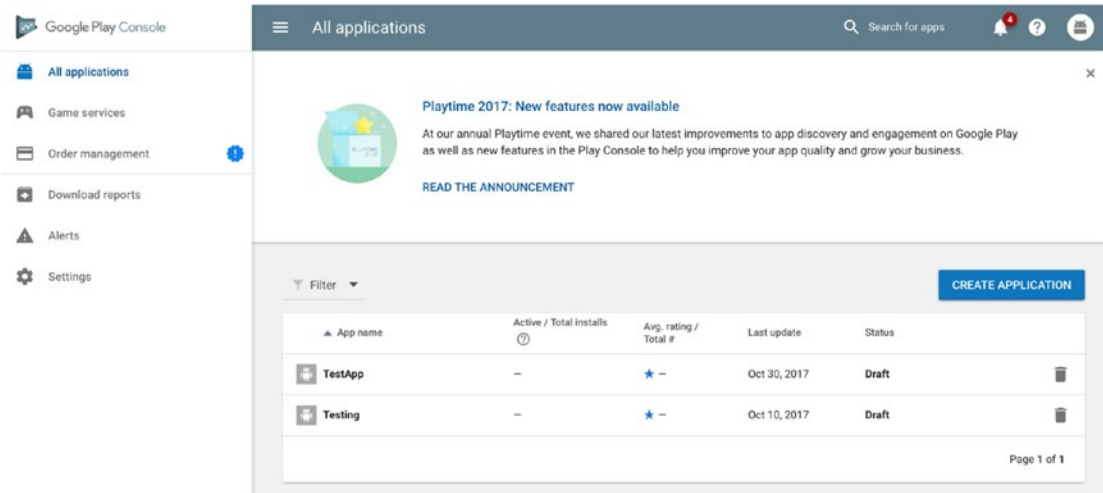 Google Play Console
All applications
Search for apps
4
All applications
Game services
Order management
Download reports
Alerts
Settings
Playtime 2017: New features now available
At our annual Playtime event, we shared our latest improvements to app discovery and engagement on Google Play
as well as new features in the Play Console to help you improve your app quality and grow your business.
READ THE ANNOUNCEMENT
PLAYTIME
Filter
CREATE APPLICATION
App name
Active / Total installs
Avg. rating /
Total #
Last update
Status
TestApp – ★ – Oct 30, 2017 Draft
Testing – ★ – Oct 10, 2017 Draft
Page 1 of 1